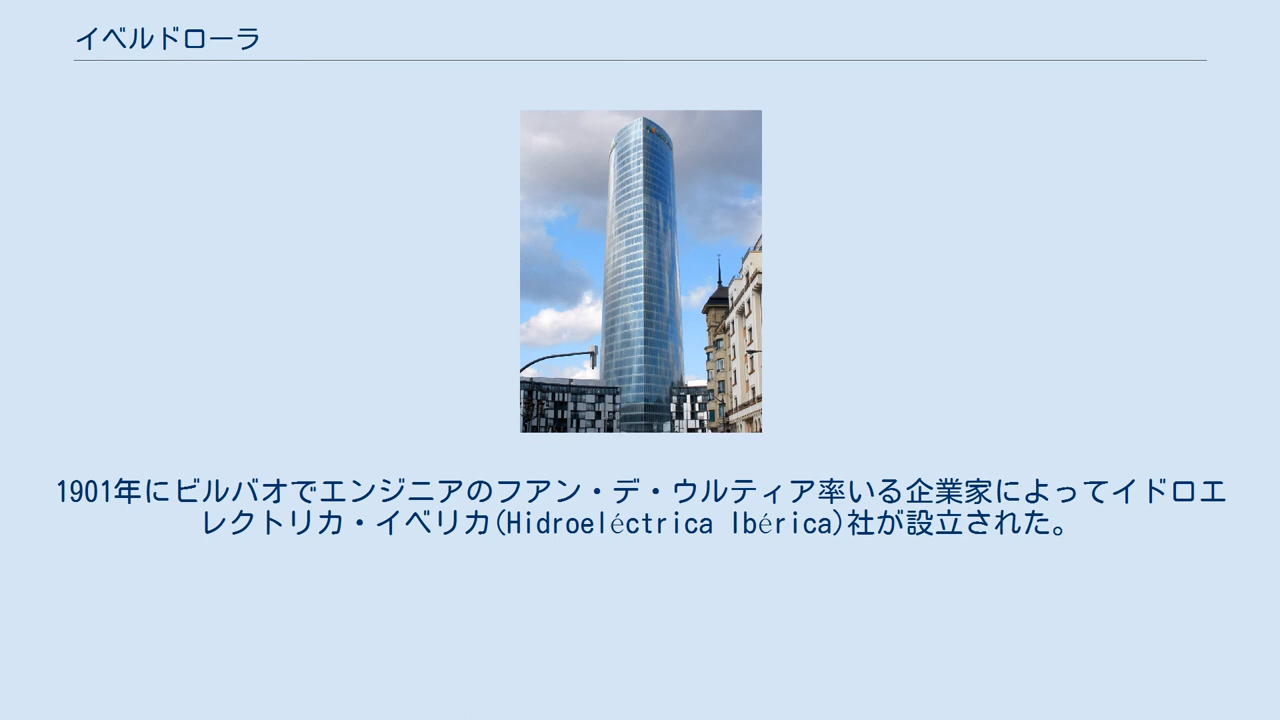 イベルドローラ
1901年にビルバオでエンジニアのフアン・デ・ウルティア率いる企業家によってイドロエ
レクトリカ・イベリカ(Hidroeléctrica Ibérica)社が設立された。